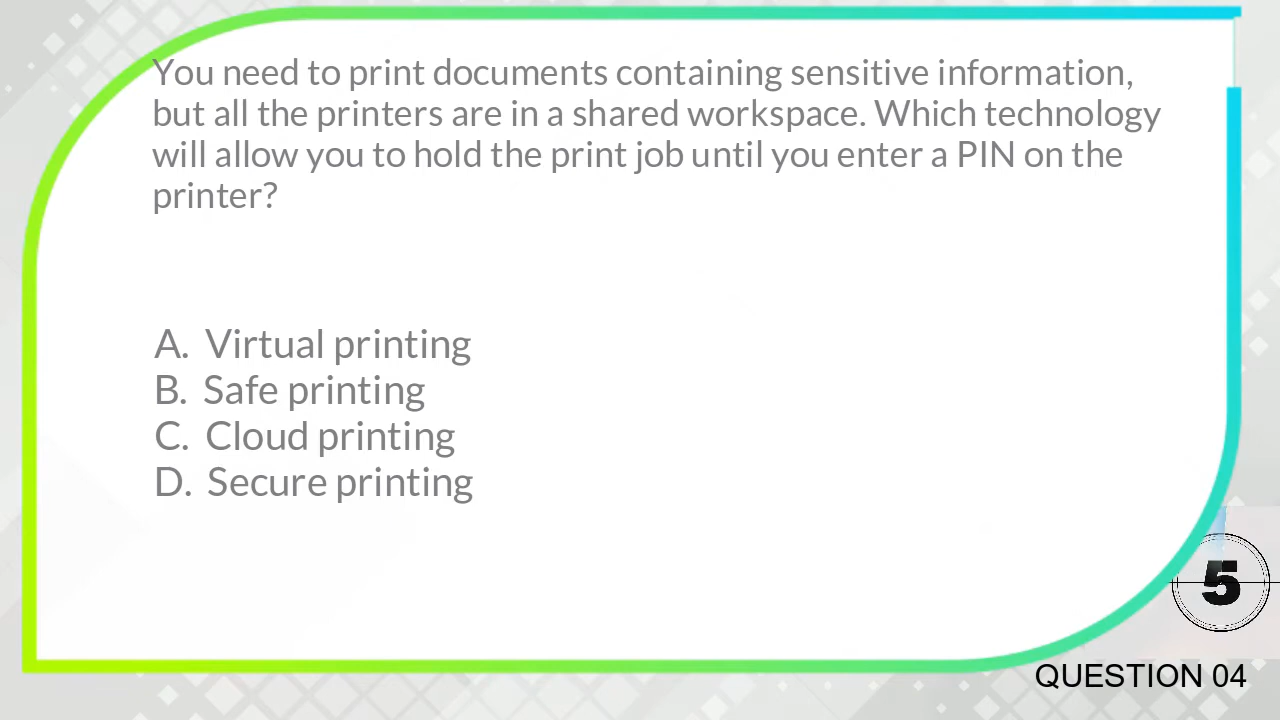 You need to print documents containing sensitive information,
but all the printers are in a shared workspace. Which technology
will allow you to hold the print job until you enter a PIN on the
printer?
A. Virtual printing
B. Safe printing
C. Cloud printing
D. Secure printing
5
QUESTION 04